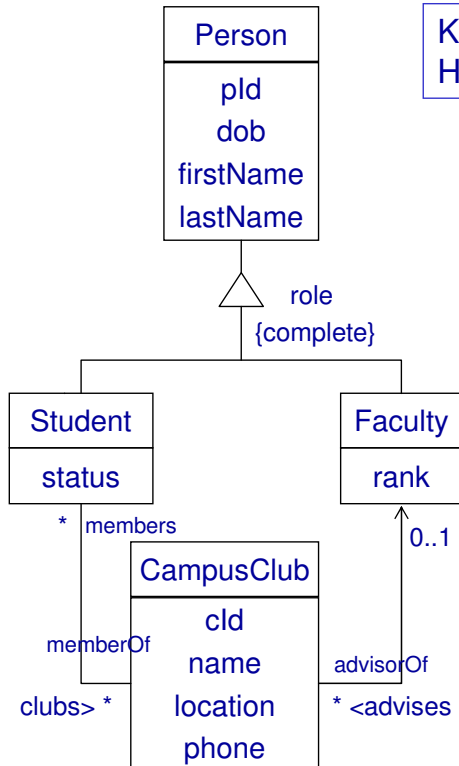 Person
pId
dob
firstName
lastName
K
H
role
{complete}
Student
status
Faculty
rank
* members
0..1
CampusClub
cId
name
location
phone
memberOf
clubs> *
advisorOf
* <advises